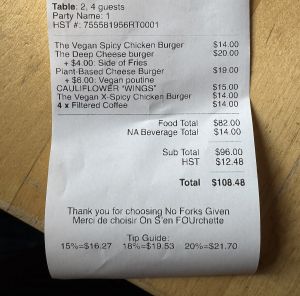 Table: 2, 4 guests
Party Name: 1
HST #: 755581956RT0001
The Vegan Spicy Chicken Burger $14.00
The Deep Cheese burger $20.00
+ $4.00: Side of Fries
Plant-Based Cheese Burger $19.00
+ $6.00: Vegan poutine
CAULIFLOWER "WINGS" $15.00
The Vegan X-Spicy Chicken Burger $14.00
4 x Filtered Coffee $14.00
Food Total $82.00
NA Beverage Total $14.00
Sub Total $96.00
HST $12.48
Total $108.48
Thank you for choosing No Forks Given
Merci de choisir On S'en FOUrchette
Tip Guide:
15%=$16.27 18%=$19.53 20%=$21.70